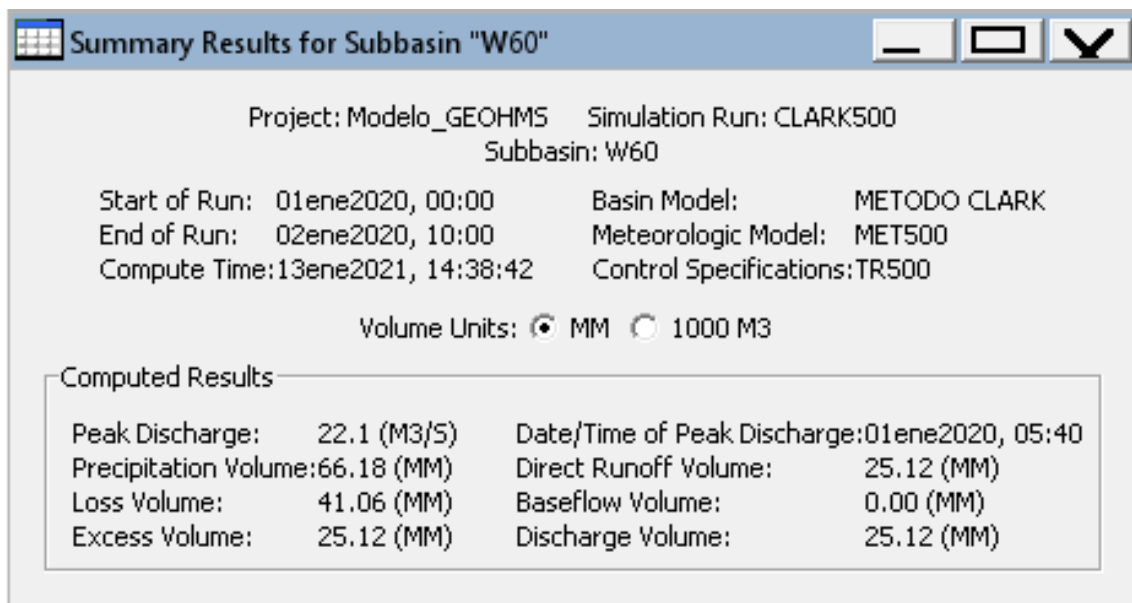 Summary Results for Subbasin "W60"
Project: Modelo_GEOHMS Simulation Run: CLARK500
Subbasin: W60
Start of Run: 01ene2020, 00:00 Basin Model: METODO CLARK
End of Run: 02ene2020, 10:00 Meteorologic Model: MET500
Compute Time:13ene2021, 14:38:42 Control Specifications:TR500
Volume Units: MM 1000 M3
Computed Results
Peak Discharge: 22.1 (M3/S) Date/Time of Peak Discharge:01ene2020, 05:40
Precipitation Volume:66.18 (MM) Direct Runoff Volume: 25.12 (MM)
Loss Volume: 41.06 (MM) Baseflow Volume: 0.00 (MM)
Excess Volume: 25.12 (MM) Discharge Volume: 25.12 (MM)